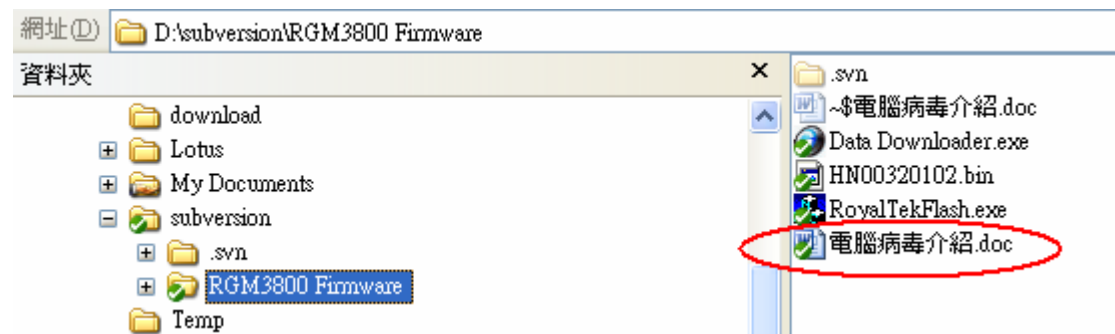 網址(D) D:\subversion\RGM3800 Firmware
資料夾
download
Lotus
My Documents
subversion
.svn
RGM3800 Firmware
Temp
.svn
~$電腦病毒介紹.doc
Data Downloader.exe
HN00320102.bin
RoyalTekFlash.exe
電腦病毒介紹.doc